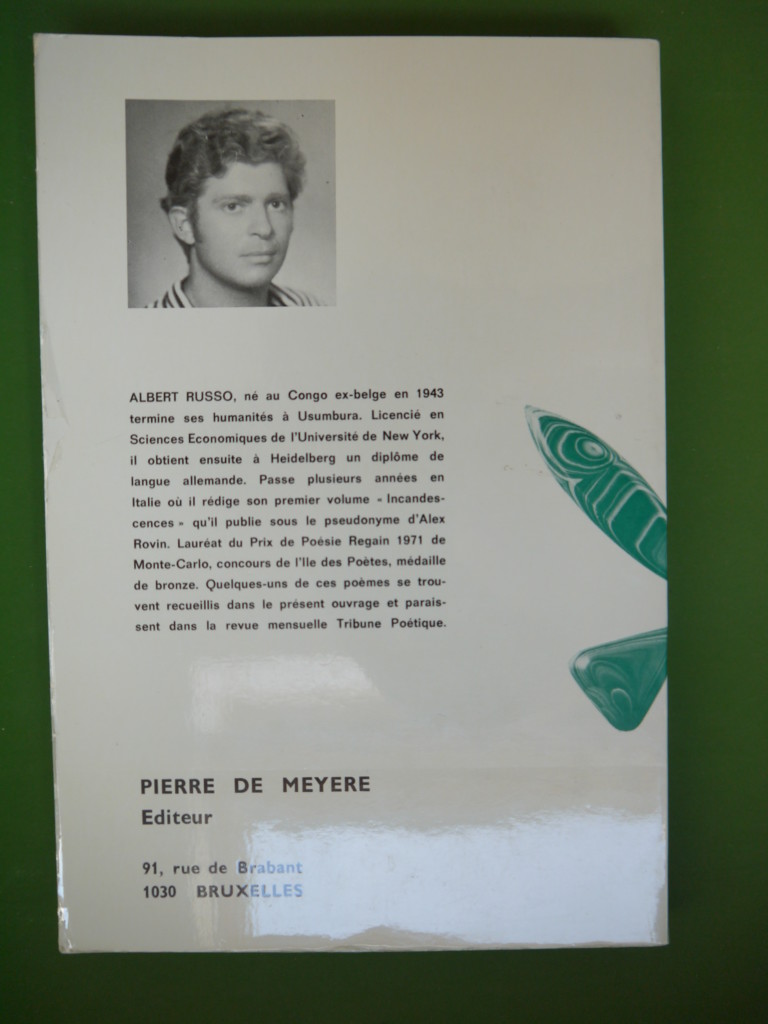 ALBERT RUSSO, né au Congo ex-belge en 1943
termine ses humanités à Usumbura. Licencié en
Sciences Economiques de l'Université de New York,
il obtient ensuite à Heidelberg un diplôme de
langue allemande. Passe plusieurs années en
Italie où il rédige son premier volume « Incandes-
cences » qu'il publie sous le pseudonyme d'Alex
Rovin. Lauréat du Prix de Poésie Regain 1971 de
Monte-Carlo, concours de l'Ile des Poètes, médaille
de bronze. Quelques-uns de ces poèmes se trou-
vent recueillis dans le présent ouvrage et parais-
sent dans la revue mensuelle Tribune Poétique.
PIERRE DE MEYERE
Editeur
91, rue de Brabant
1030 BRUXELLES